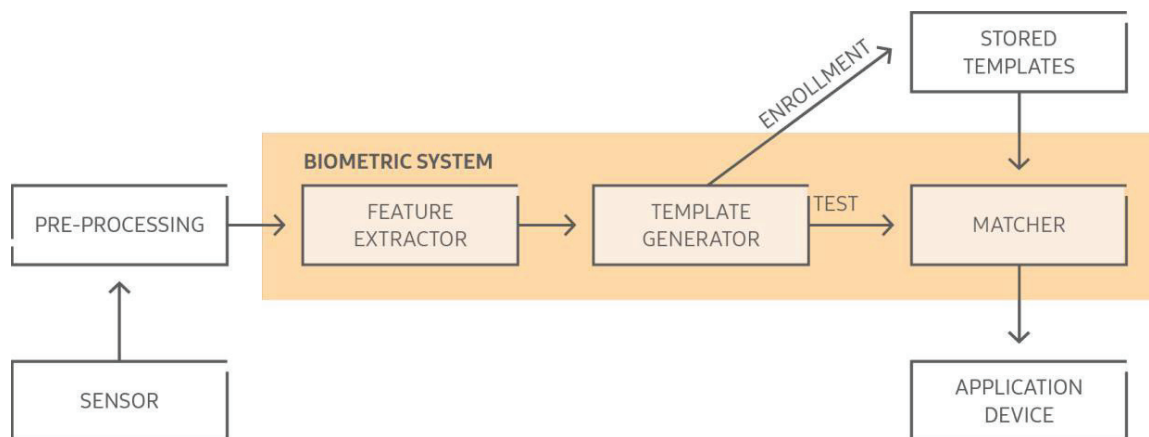 STORED
TEMPLATES
ENROLLMENT
BIOMETRIC SYSTEM
PRE-PROCESSING
FEATURE
EXTRACTOR
TEMPLATE
GENERATOR
TEST
MATCHER
SENSOR
APPLICATION
DEVICE